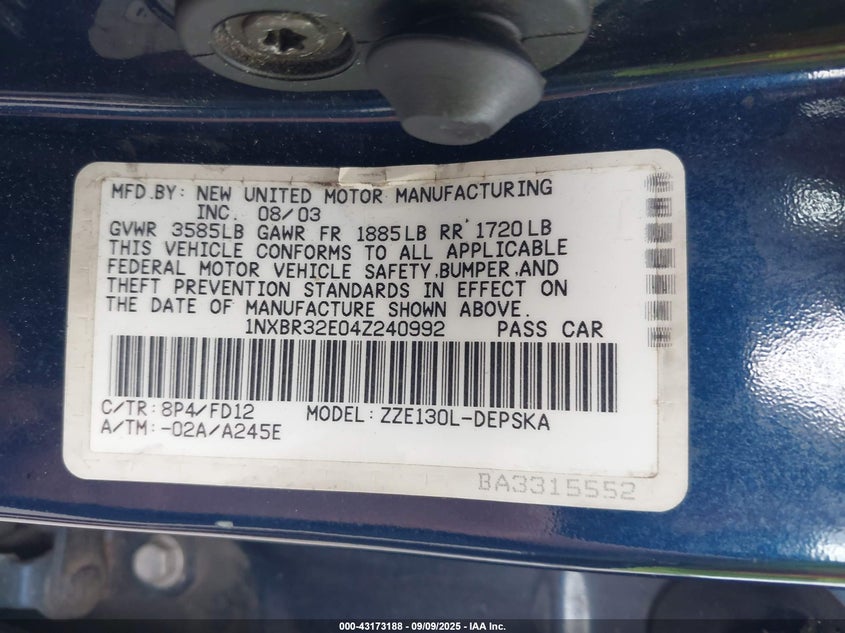 MFD.BY: NEW UNITED MOTOR MANUFACTURING
INC. 08/03
GVWR 3585LB GAWR FR 1885LB RR 1720LB
THIS VEHICLE CONFORMS TO ALL APPLICABLE
FEDERAL MOTOR VEHICLE SAFETY,BUMPER,AND
THEFT PREVENTION STANDARDS IN EFFECT ON
THE DATE OF MANUFACTURE SHOWN ABOVE.
1NXBR32E04Z240992 PASS CAR
C/TR: 8P4/FD12 MODEL: ZZE130L-DEPSKA
A/TM: -02A/A245E
BA3315552
000-43173188 - 09/09/2025 - IAA Inc.